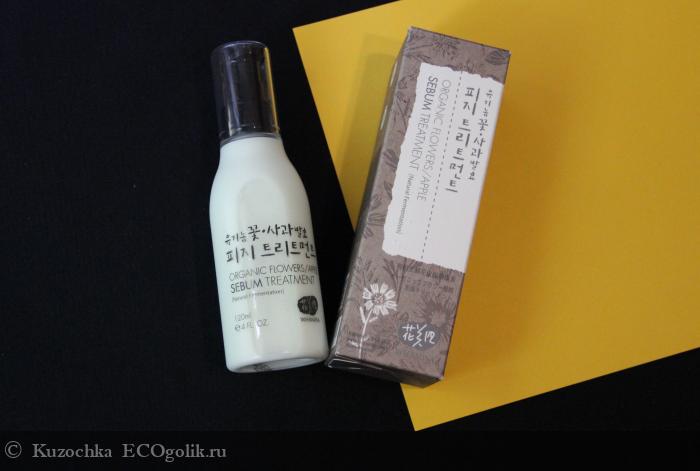 유기농 꽃·사과발효
피지 트리트먼트
ORGANIC FLOWERS/APPLE
SEBUM TREATMENT
(Natural Fermentation)
120ml
e 4 FL. OZ.
유기농 꽃·사과발효
피지 트리트먼트
ORGANIC FLOWERS/APPLE
SEBUM TREATMENT
(Natural Fermentation)
© Kuzochka ECOgolik.ru